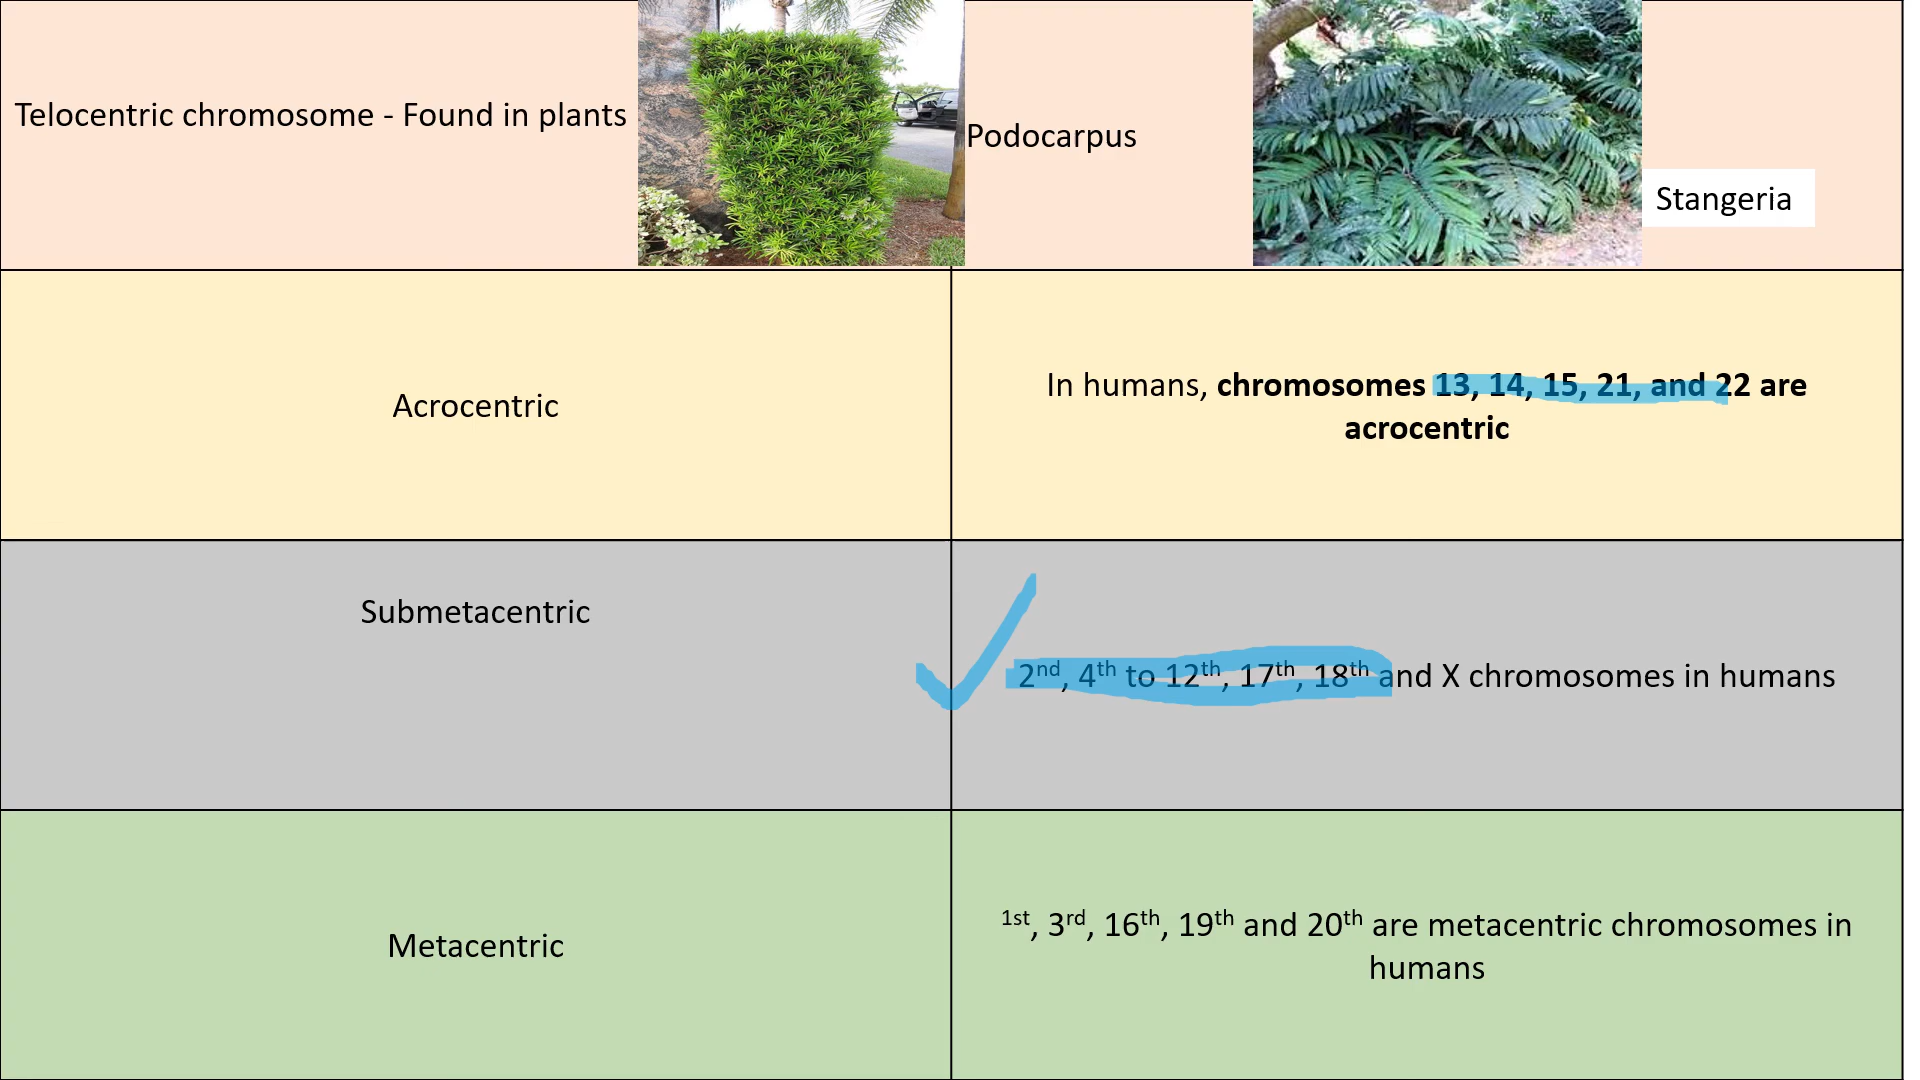 Telocentric chromosome - Found in plants
Podocarpus
Stangeria
Acrocentric
In humans, chromosomes 13, 14, 15, 21, and 22 are
acrocentric
Submetacentric
2nd, 4th to 12th, 17th, 18th and X chromosomes in humans
Metacentric
1st, 3rd, 16th, 19th and 20th are metacentric chromosomes in
humans